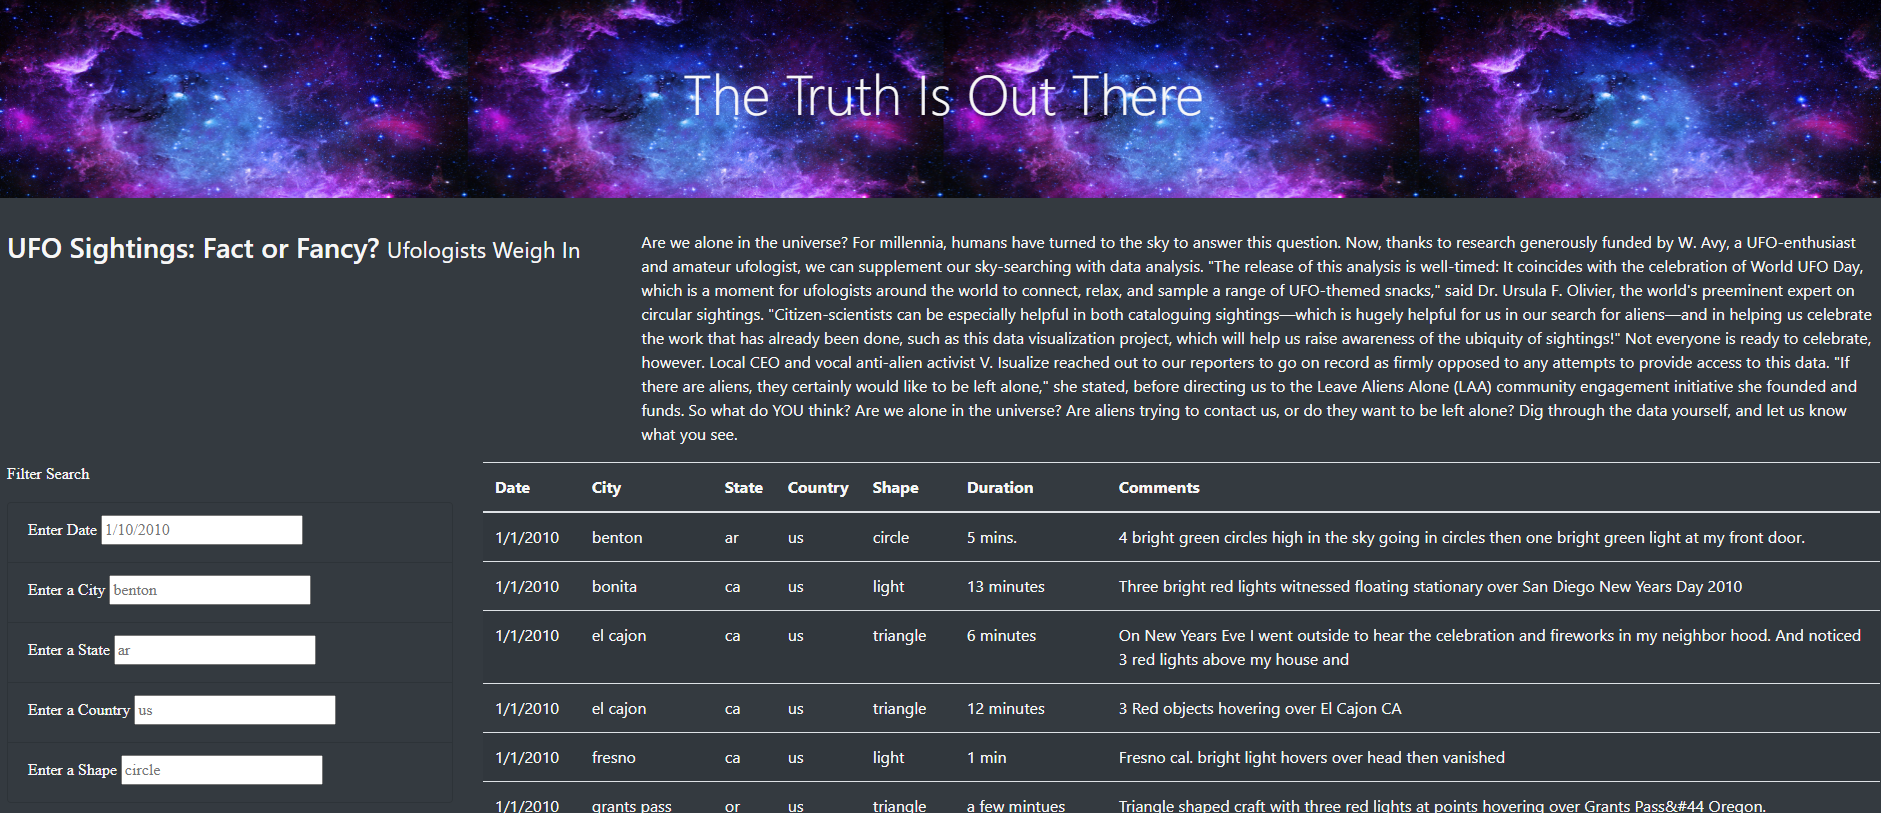 The Truth Is Out There
UFO Sightings: Fact or Fancy? Ufologists Weigh In
Are we alone in the universe? For millennia, humans have turned to the sky to answer this question. Now, thanks to research generously funded by W. Avy, a UFO-enthusiast
and amateur ufologist, we can supplement our sky-searching with data analysis. "The release of this analysis is well-timed: It coincides with the celebration of World UFO Day,
which is a moment for ufologists around the world to connect, relax, and sample a range of UFO-themed snacks," said Dr. Ursula F. Olivier, the world's preeminent expert on
circular sightings. "Citizen-scientists can be especially helpful in both cataloguing sightings—which is hugely helpful for us in our search for aliens—and in helping us celebrate
the work that has already been done, such as this data visualization project, which will help us raise awareness of the ubiquity of sightings!" Not everyone is ready to celebrate,
however. Local CEO and vocal anti-alien activist V. Isualize reached out to our reporters to go on record as firmly opposed to any attempts to provide access to this data. "If
there are aliens, they certainly would like to be left alone," she stated, before directing us to the Leave Aliens Alone (LAA) community engagement initiative she founded and
funds. So what do YOU think? Are we alone in the universe? Are aliens trying to contact us, or do they want to be left alone? Dig through the data yourself, and let us know
what you see.
Filter Search
Enter Date 1/10/2010
Enter a City benton
Enter a State ar
Enter a Country us
Enter a Shape circle
Date City State Country Shape Duration Comments
1/1/2010 benton ar us circle 5 mins. 4 bright green circles high in the sky going in circles then one bright green light at my front door.
1/1/2010 bonita ca us light 13 minutes Three bright red lights witnessed floating stationary over San Diego New Years Day 2010
1/1/2010 el cajon ca us triangle 6 minutes On New Years Eve I went outside to hear the celebration and fireworks in my neighbor hood. And noticed
3 red lights above my house and
1/1/2010 el cajon ca us triangle 12 minutes 3 Red objects hovering over El Cajon CA
1/1/2010 fresno ca us light 1 min Fresno cal. bright light hovers over head then vanished
1/1/2010 grants pass or us triangle a few mintues Triangle shaped craft with three red lights at points hovering over Grants Pass&#44 Oregon.